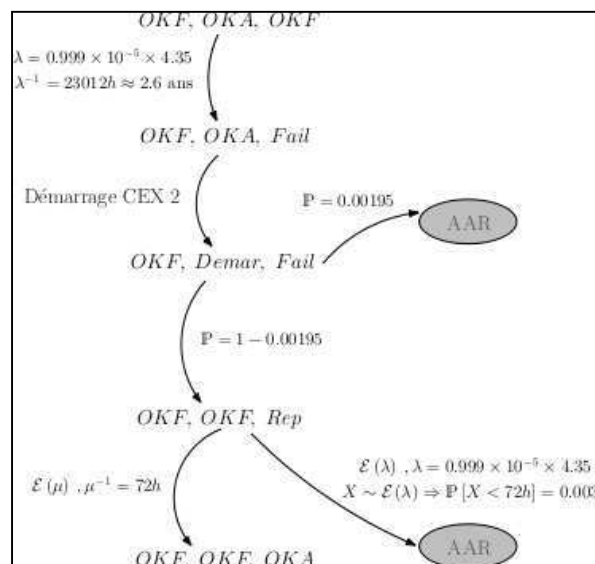 OKF, OKA, OKF
λ = 0.999 × 10⁻⁵ × 4.35
λ⁻¹ = 23012h ≈ 2.6 ans
OKF, OKA, Fail
Démarrage CEX 2
ℙ = 0.00195
AAR
OKF, Demar, Fail
ℙ = 1 − 0.00195
OKF, OKF, Rep
ℰ (λ) , λ = 0.999 × 10⁻⁵ × 4.35
ℰ (μ) , μ⁻¹ = 72h
X ∼ ℰ(λ) ⇒ ℙ [X < 72h] = 0.003
AAR
OKF, OKF, OKA